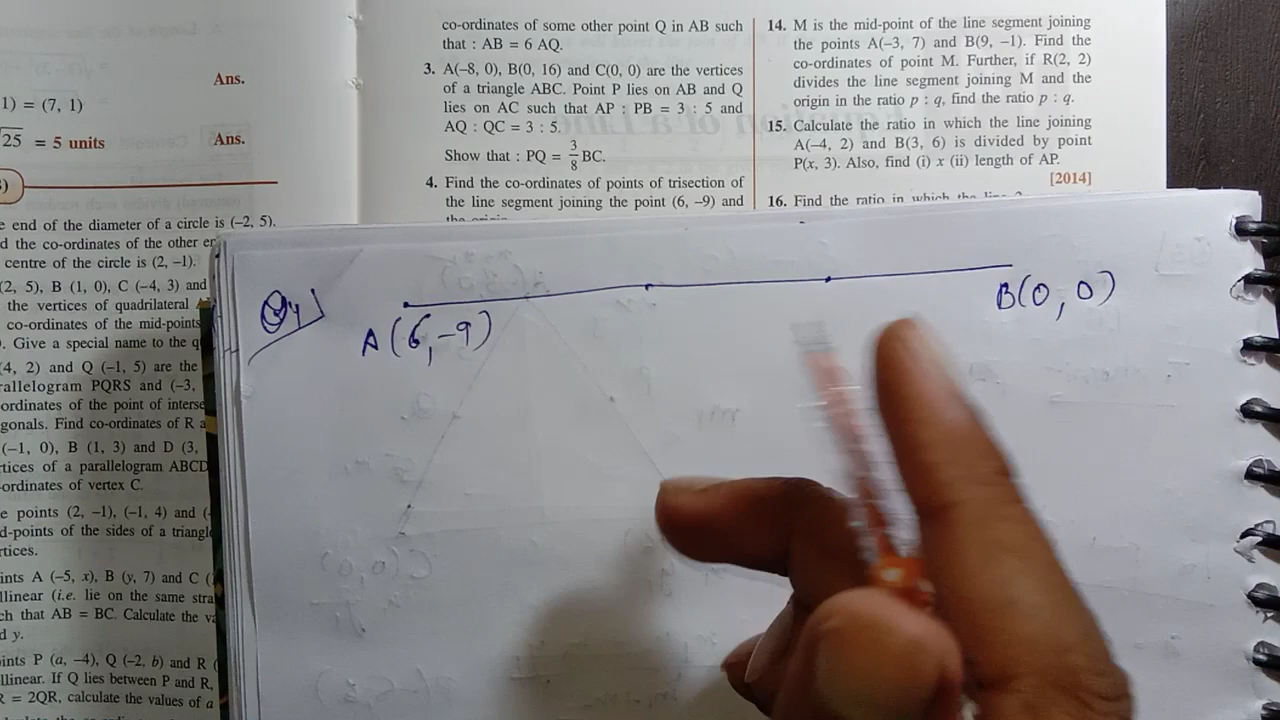 Ans.
1) = (7, 1)
25 = 5 units
Ans.
e end of the diameter of a circle is (−2, 5).
d the co-ordinates of the other
centre of the circle is (2, −1).
2, 5), B (1, 0), C (−4, 3) and
the vertices of quadrilateral
co-ordinates of the mid-points
. Give a special name to the
4, 2) and Q (−1, 5) are the
rallelogram PQRS and (−3,
ordinates of the point of
gonals. Find co-ordinates of R
(−1, 0), B (1, 3) and D (3,
tices of a parallelogram ABCD
-ordinates of vertex C.
e points (2, −1), (−1, 4) and
d-points of the sides of a
rtices.
ints A (−5, x), B (y, 7) and C
llinear (i.e. lie on the same
ch that AB = BC. Calculate the
d y.
ints P (a, −4), Q (−2, b) and R
llinear. If Q lies between P and R,
= 2QR, calculate the values of a
co-ordinates of some other point Q in AB such
that : AB = 6 AQ.
3. A(−8, 0), B(0, 16) and C(0, 0) are the vertices
of a triangle ABC. Point P lies on AB and Q
lies on AC such that AP : PB = 3 : 5 and
AQ : QC = 3 : 5.
Show that : PQ = 3/8 BC.
4. Find the co-ordinates of points of trisection of
the line segment joining the point (6, −9) and
the origin
14. M is the mid-point of the line segment joining
the points A(−3, 7) and B(9, −1). Find the
co-ordinates of point M. Further, if R(2, 2)
divides the line segment joining M and the
origin in the ratio p : q, find the ratio p : q.
15. Calculate the ratio in which the line joining
A(−4, 2) and B(3, 6) is divided by point
P(x, 3). Also, find (i) x (ii) length of AP.
[2014]
16. Find the ratio in which the
Q4
A(6,-9)
B(0,0)